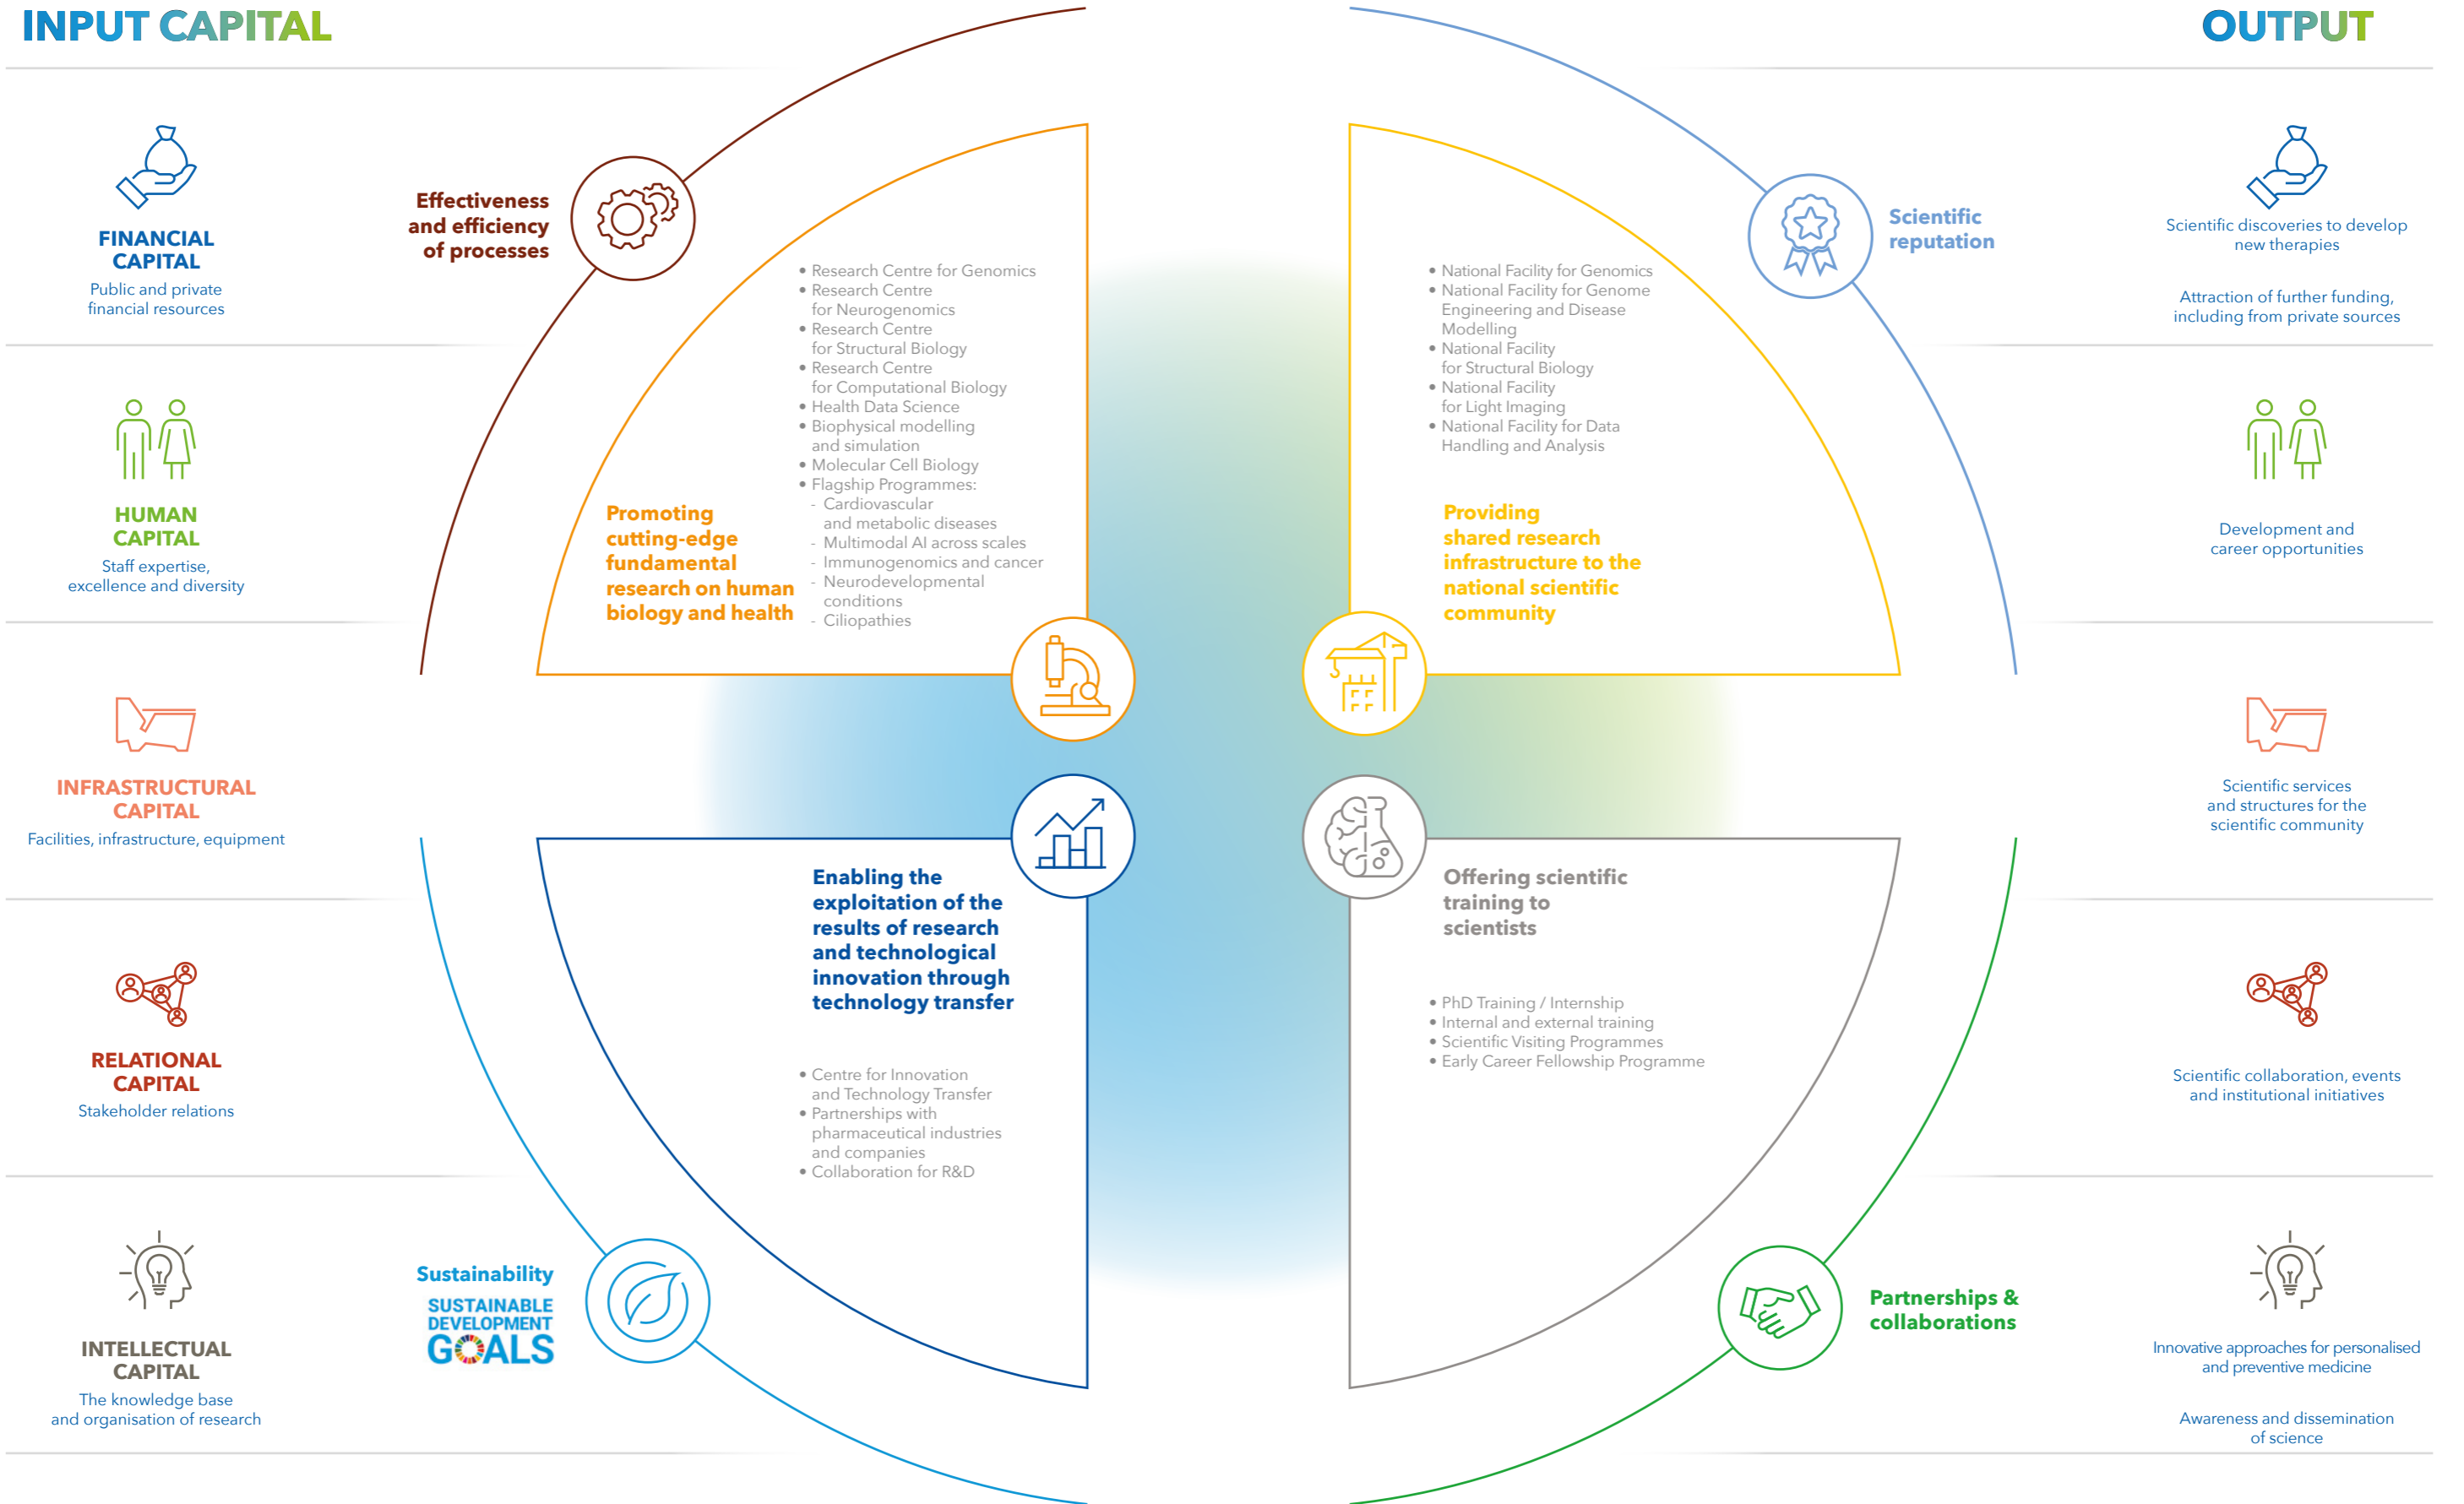 INPUT CAPITAL
FINANCIAL
CAPITAL
Public and private
financial resources
HUMAN
CAPITAL
Staff expertise,
excellence and diversity
INFRASTRUCTURAL
CAPITAL
Facilities, infrastructure, equipment
RELATIONAL
CAPITAL
Stakeholder relations
INTELLECTUAL
CAPITAL
The knowledge base
and organisation of research
Effectiveness
and efficiency
of processes
Promoting
cutting-edge
fundamental
research on human
biology and health
• Research Centre for Genomics
• Research Centre
for Neurogenomics
• Research Centre
for Structural Biology
• Research Centre
for Computational Biology
• Health Data Science
• Biophysical modelling
and simulation
• Molecular Cell Biology
• Flagship Programmes:
- Cardiovascular
and metabolic diseases
- Multimodal AI across scales
- Immunogenomics and cancer
- Neurodevelopmental
conditions
- Ciliopathies
• National Facility for Genomics
• National Facility for Genome
Engineering and Disease
Modelling
• National Facility
for Structural Biology
• National Facility
for Light Imaging
• National Facility for Data
Handling and Analysis
Providing
shared research
infrastructure to the
national scientific
community
Scientific
reputation
Enabling the
exploitation of the
results of research
and technological
innovation through
technology transfer
• Centre for Innovation
and Technology Transfer
• Partnerships with
pharmaceutical industries
and companies
• Collaboration for R&D
Offering scientific
training to
scientists
• PhD Training / Internship
• Internal and external training
• Scientific Visiting Programmes
• Early Career Fellowship Programme
Sustainability
SUSTAINABLE
DEVELOPMENT
GOALS
Partnerships &
collaborations
OUTPUT
Scientific discoveries to develop
new therapies
Attraction of further funding,
including from private sources
Development and
career opportunities
Scientific services
and structures for the
scientific community
Scientific collaboration, events
and institutional initiatives
Innovative approaches for personalised
and preventive medicine
Awareness and dissemination
of science